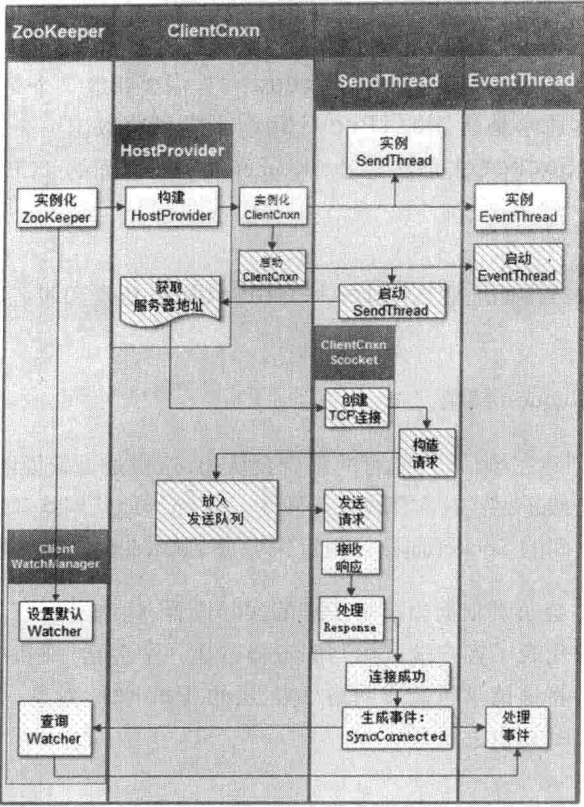 ZooKeeper
ClientCnxn
SendThread
EventThread
HostProvider
实例
SendThread
实例化
ZooKeeper
构建
HostProvider
实例化
ClientCnxn
实例
EventThread
启动
ClientCnxn
启动
EventThread
获取
服务器地址
启动
SendThread
ClientCnxn
Scocket
创建
TCP连接
构造
请求
放入
发送队列
发送
请求
Client
WatchManager
接收
响应
设置默认
Watcher
处理
Response
连接成功
查询
Watcher
生成事件：
SyncConnected
处理
事件